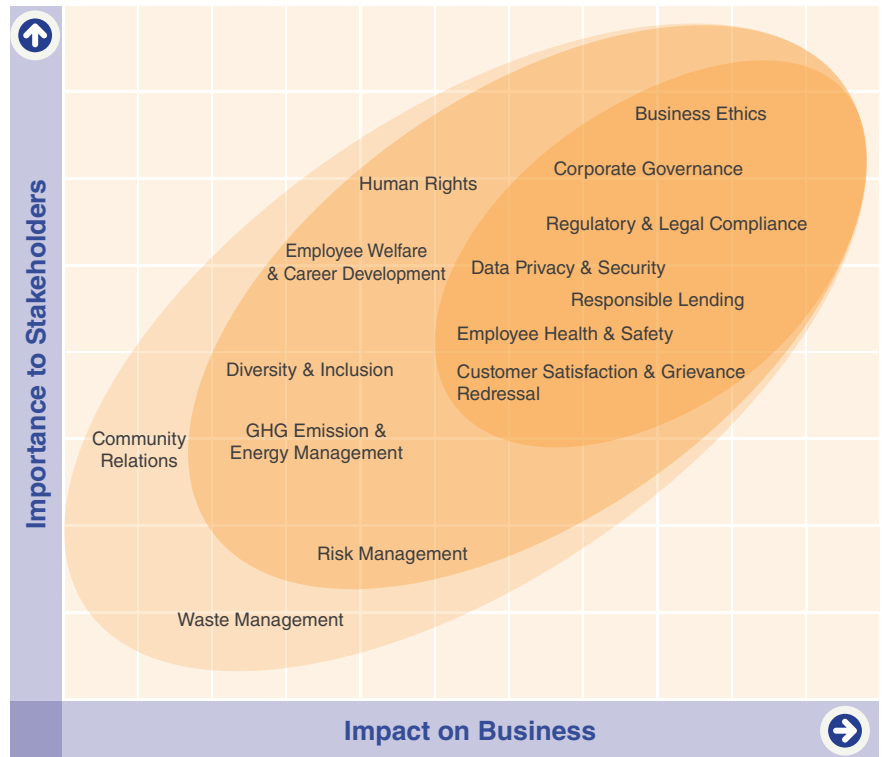 Importance to Stakeholders
Business Ethics
Corporate Governance
Human Rights
Regulatory & Legal Compliance
Employee Welfare
& Career Development
Data Privacy & Security
Responsible Lending
Employee Health & Safety
Diversity & Inclusion
Customer Satisfaction & Grievance
Redressal
GHG Emission &
Energy Management
Community
Relations
Risk Management
Waste Management
Impact on Business